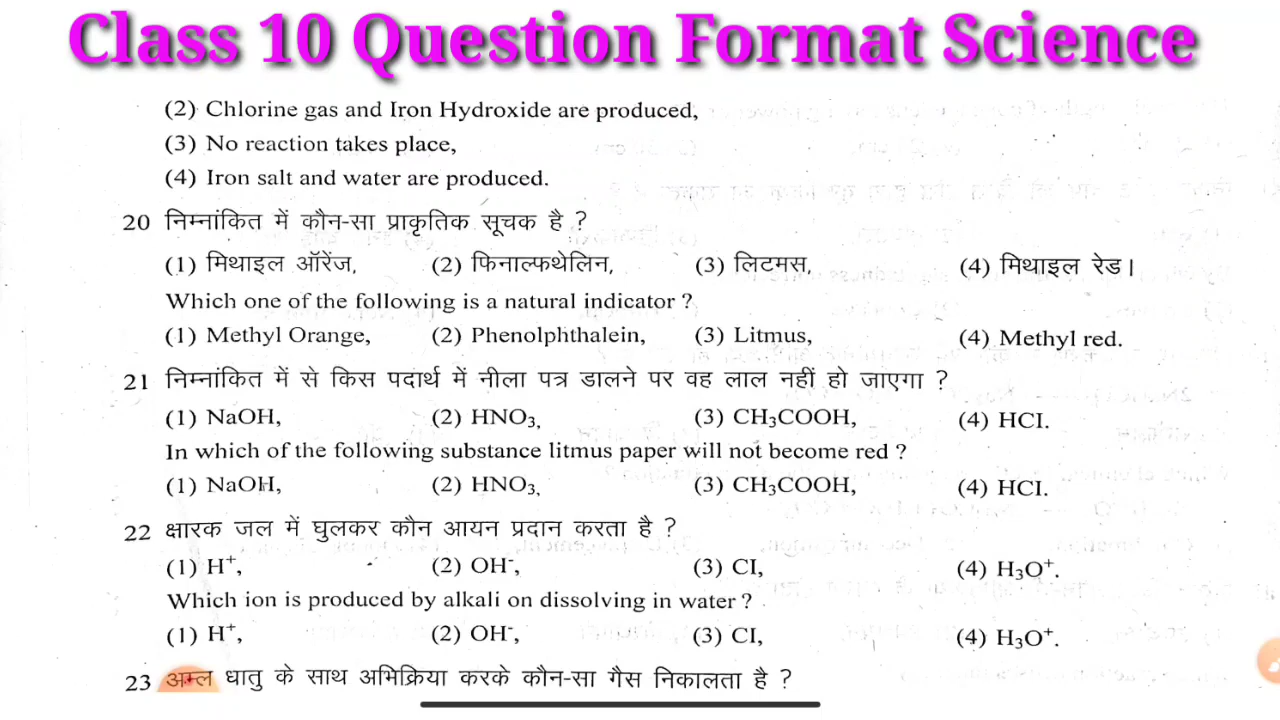 Class 10 Question Format Science
(2) Chlorine gas and Iron Hydroxide are produced,
(3) No reaction takes place,
(4) Iron salt and water are produced.
20 निम्नांकित में कौन-सा प्राकृतिक सूचक है ?
(1) मिथाइल ऑरेंज, (2) फिनाल्फथेलिन, (3) लिटमस, (4) मिथाइल रेड।
Which one of the following is a natural indicator ?
(1) Methyl Orange, (2) Phenolphthalein, (3) Litmus, (4) Methyl red.
21 निम्नांकित में से किस पदार्थ में नीला पत्र डालने पर वह लाल नहीं हो जाएगा ?
(1) NaOH, (2) HNO₃, (3) CH₃COOH, (4) HCI.
In which of the following substance litmus paper will not become red ?
(1) NaOH, (2) HNO₃, (3) CH₃COOH, (4) HCI.
22 क्षारक जल में घुलकर कौन आयन प्रदान करता है ?
(1) H⁺, (2) OH⁻, (3) CI, (4) H₃O⁺.
Which ion is produced by alkali on dissolving in water ?
(1) H⁺, (2) OH⁻, (3) CI, (4) H₃O⁺.
23 अम्ल धातु के साथ अभिक्रिया करके कौन-सा गैस निकालता है ?